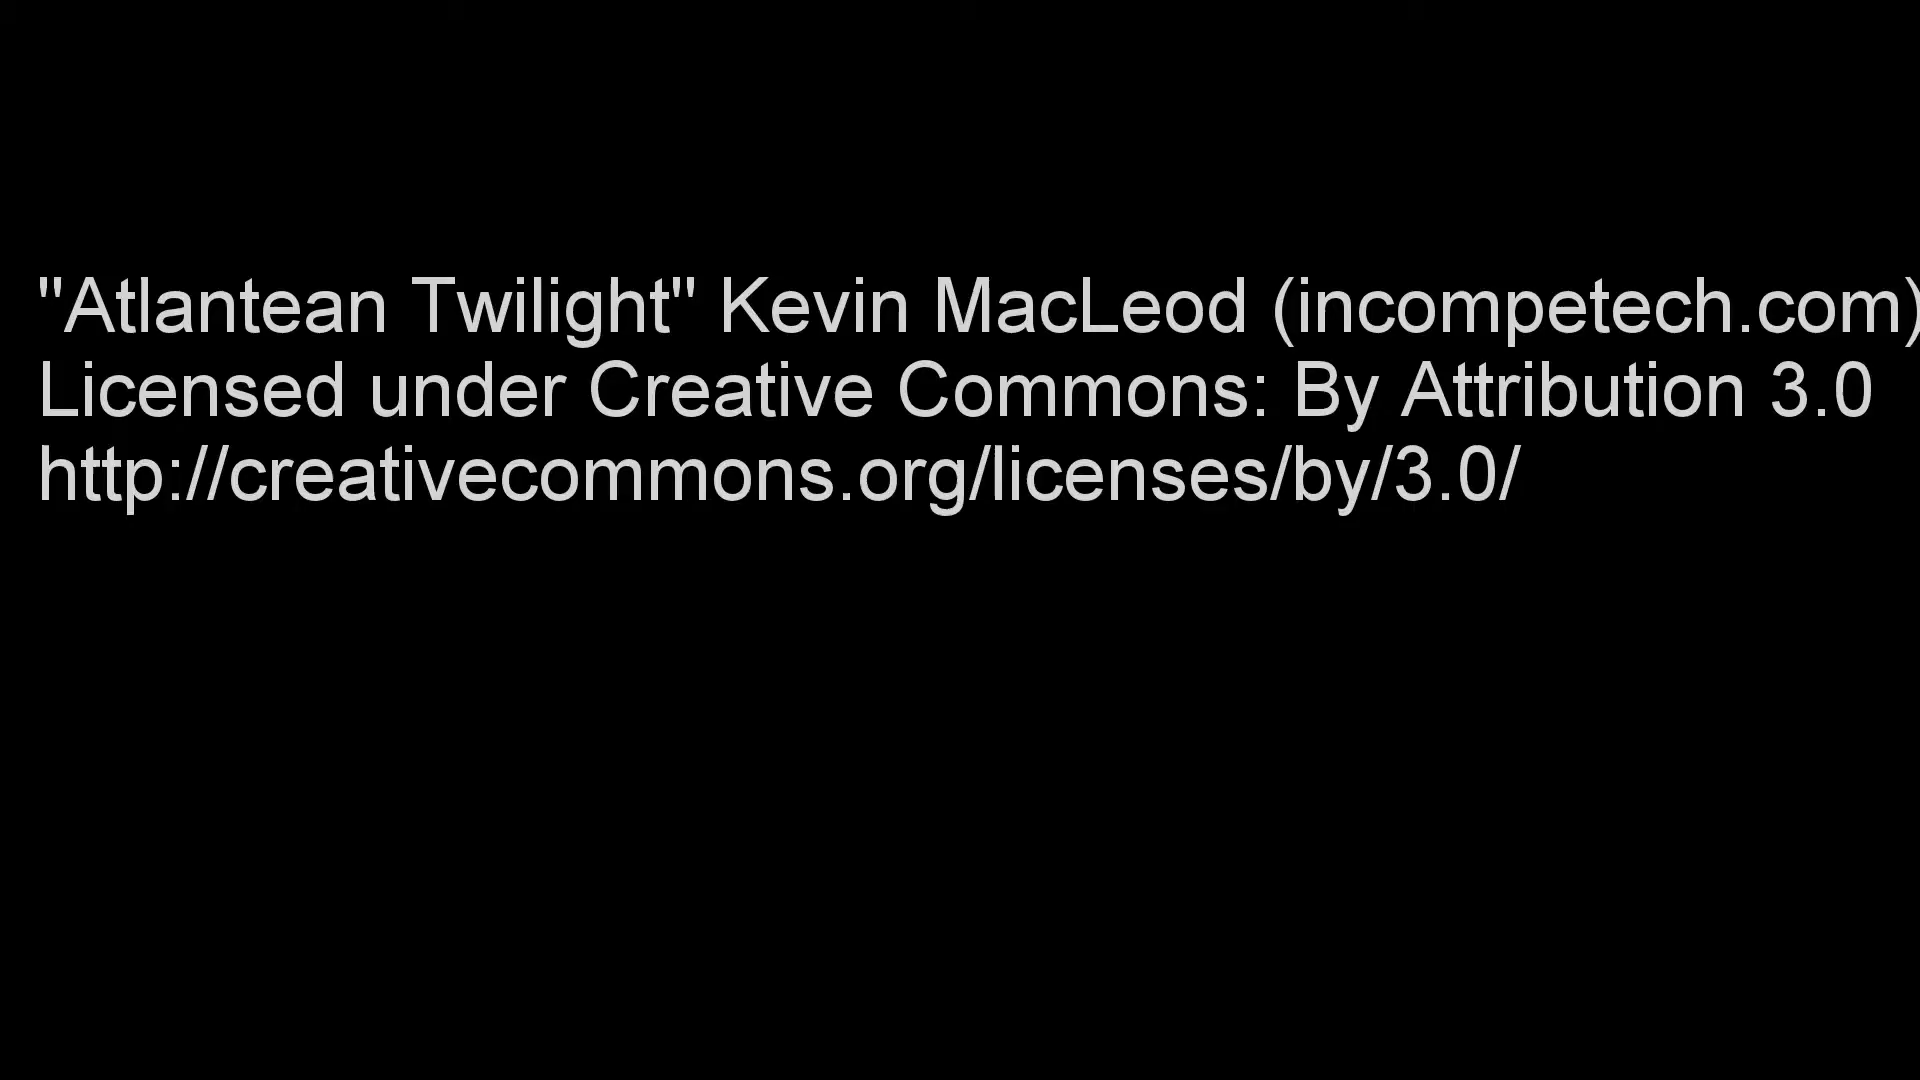 "Atlantean Twilight" Kevin MacLeod (incompetech.com)
Licensed under Creative Commons: By Attribution 3.0
http://creativecommons.org/licenses/by/3.0/